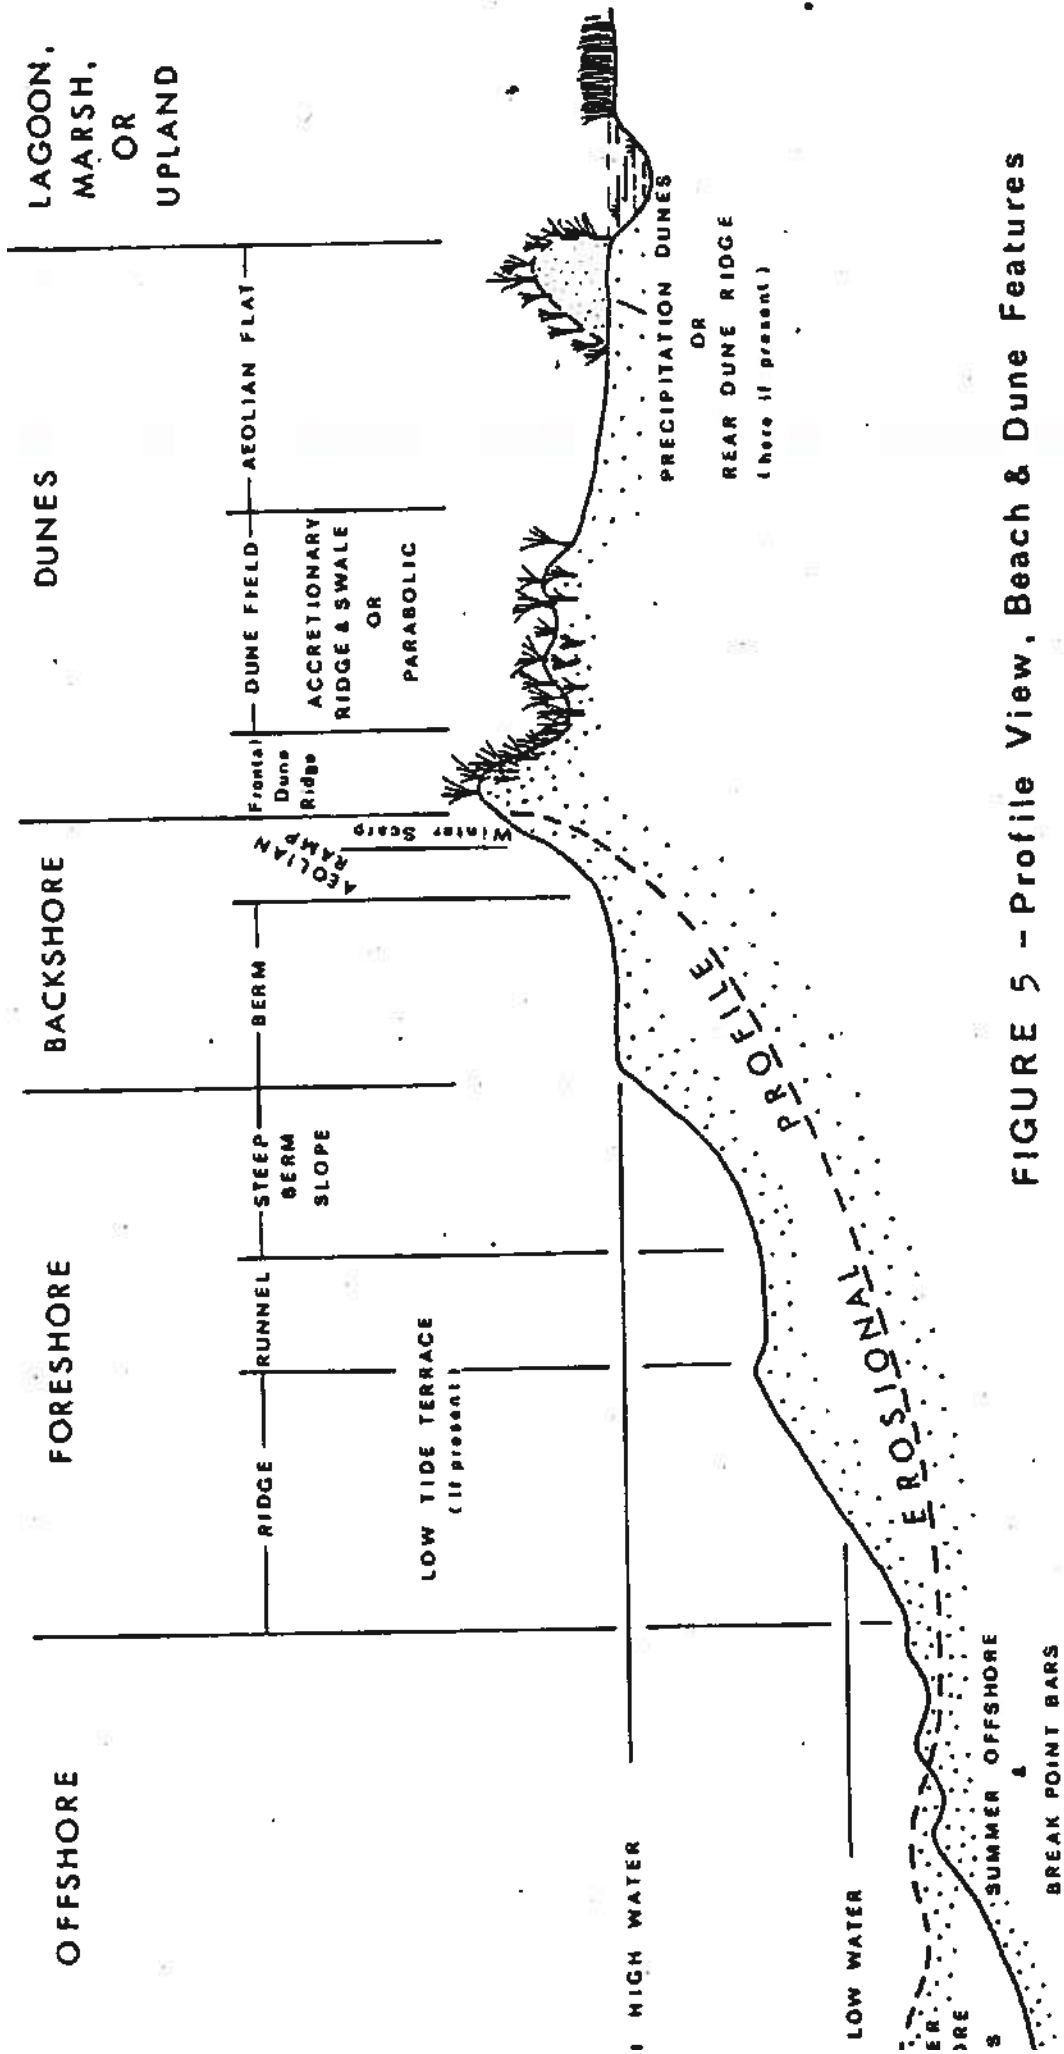 OFFSHORE
FORESHORE
BACKSHORE
DUNES
LAGOON,
MARSH,
OR
UPLAND
RIDGE
RUNNEL
STEEP
BERM
SLOPE
BERM
AEOLIAN
RAMP
Winter Scarp
Frontal
Dune
Ridge
DUNE FIELD
AEOLIAN FLAT
ACCRETIONARY
RIDGE & SWALE
OR
PARABOLIC
LOW TIDE TERRACE
(if present)
HIGH WATER
LOW WATER
EROSIONAL PROFILE
PRECIPITATION DUNES
OR
REAR DUNE RIDGE
(here if present)
SUMMER OFFSHORE
&
BREAK POINT BARS
FIGURE 5 - Profile View, Beach & Dune Features